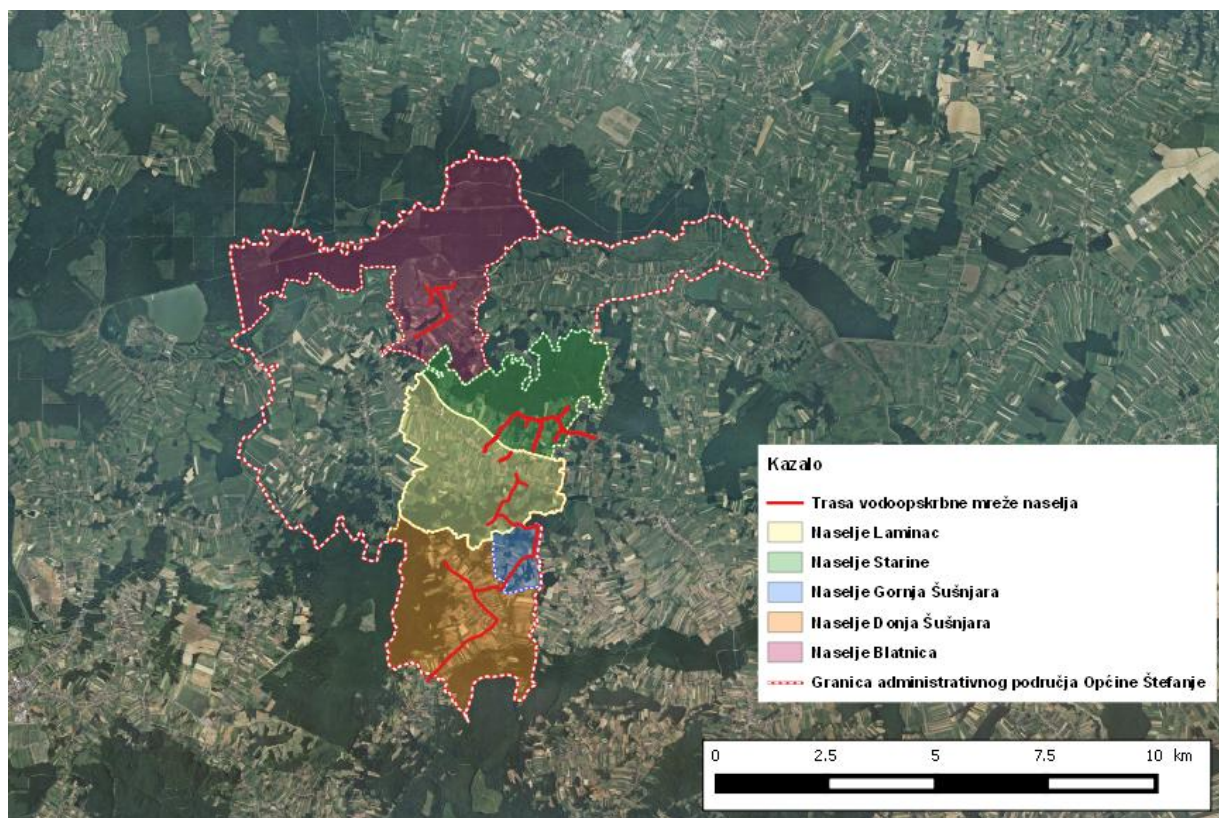 Kazalo
Trasa vodoopskrbne mreže naselja
Naselje Laminac
Naselje Starine
Naselje Gornja Šušnjara
Naselje Donja Šušnjara
Naselje Blatnica
Granica administrativnog područja Općine Štefanje
0 2.5 5 7.5 10 km